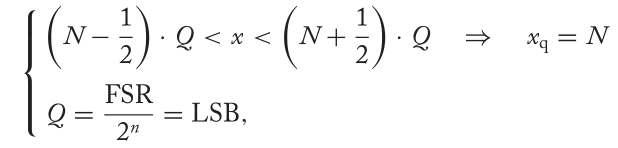 (N − 1/2) · Q < x < (N + 1/2) · Q ⇒ x_q = N
Q = FSR/2^n = LSB,